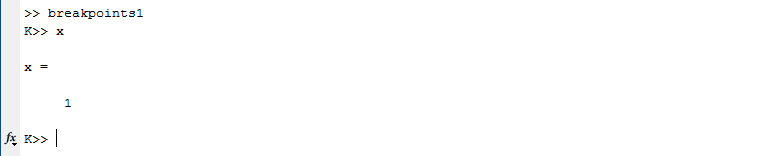 >> breakpoints1
K>> x
x =
1
fx K>>